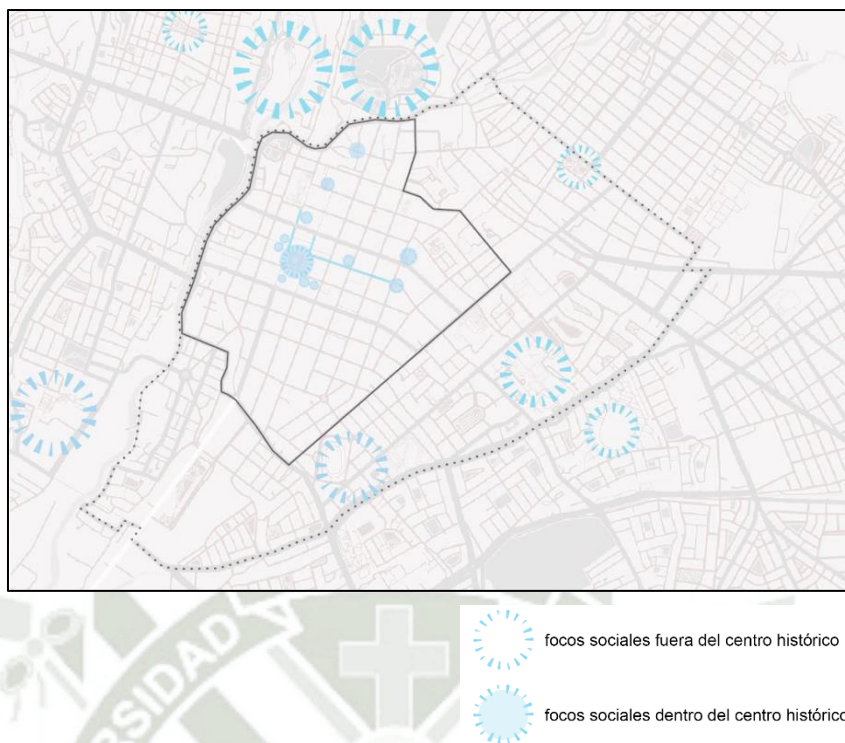 focos sociales fuera del centro histórico
focos sociales dentro del centro histórico